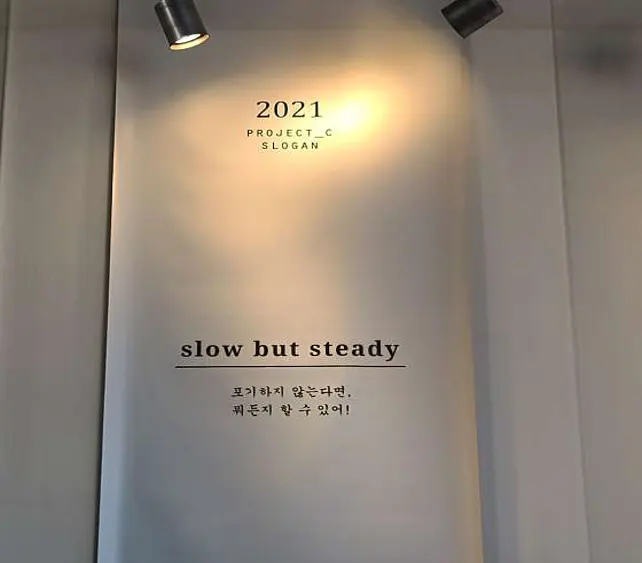 2021
PROJECT_C
SLOGAN
slow but steady
포기하지 않는다면,
뭐든지 할 수 있어!